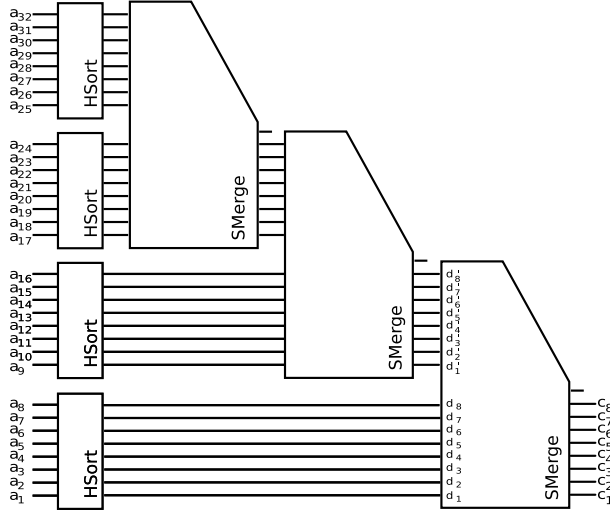 a32
a31
a30
a29
a28
a27
a26
a25
HSort
a24
a23
a22
a21
a20
a19
a18
a17
HSort
SMerge
a16
a15
a14
a13
a12
a11
a10
a9
HSort
SMerge
d'8
d'7
d'6
d'5
d'4
d'3
d'2
d'1
a8
a7
a6
a5
a4
a3
a2
a1
HSort
d8
d7
d6
d5
d4
d3
d2
d1
SMerge
c8
c7
c6
c5
c4
c3
c2
c1